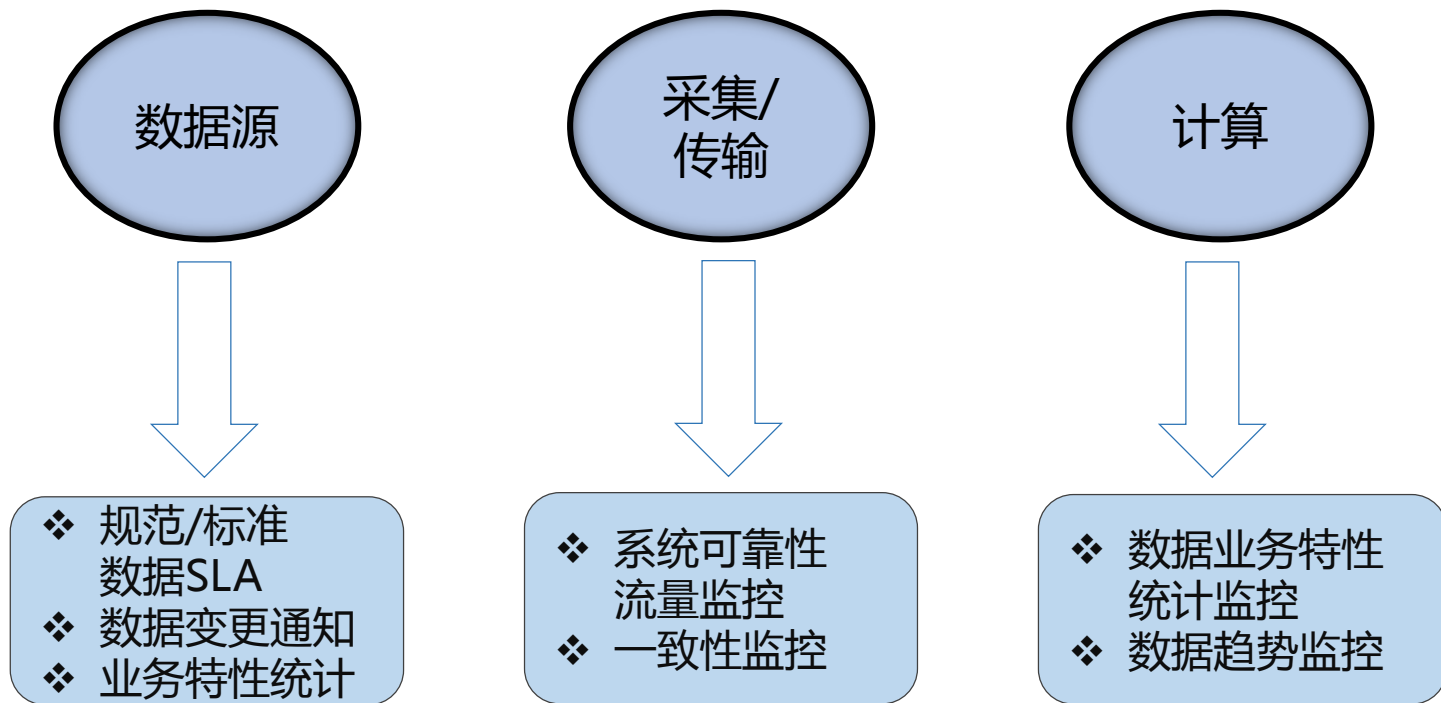 数据源
采集/
传输
计算
❖ 规范/标准
数据SLA
❖ 数据变更通知
❖ 业务特性统计
❖ 系统可靠性
流量监控
❖ 一致性监控
❖ 数据业务特性
统计监控
❖ 数据趋势监控